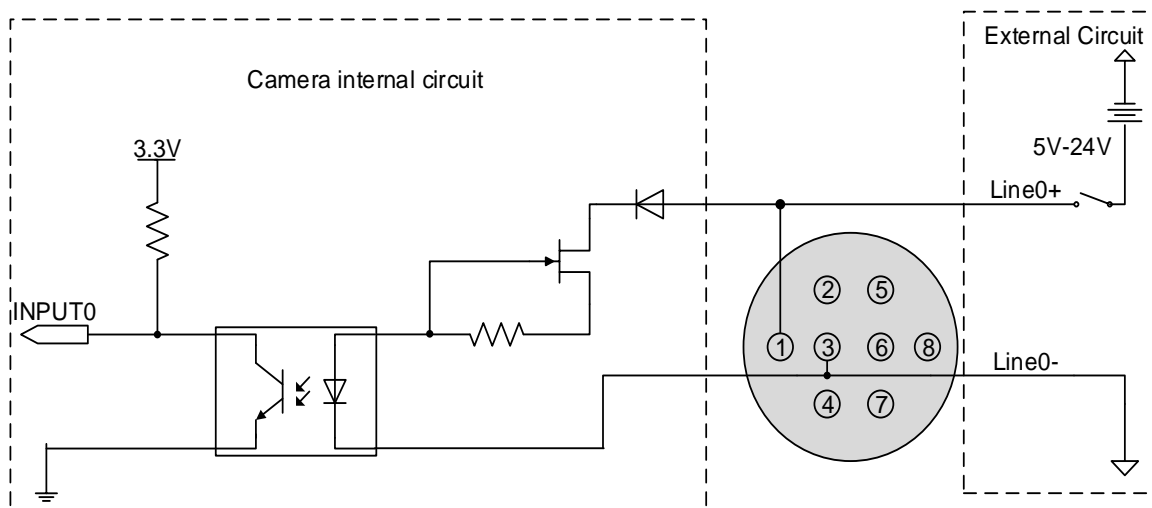 External Circuit
Camera internal circuit
3.3V
5V-24V
Line0+
2 5
INPUT0
1 3 6 8
Line0-
4 7